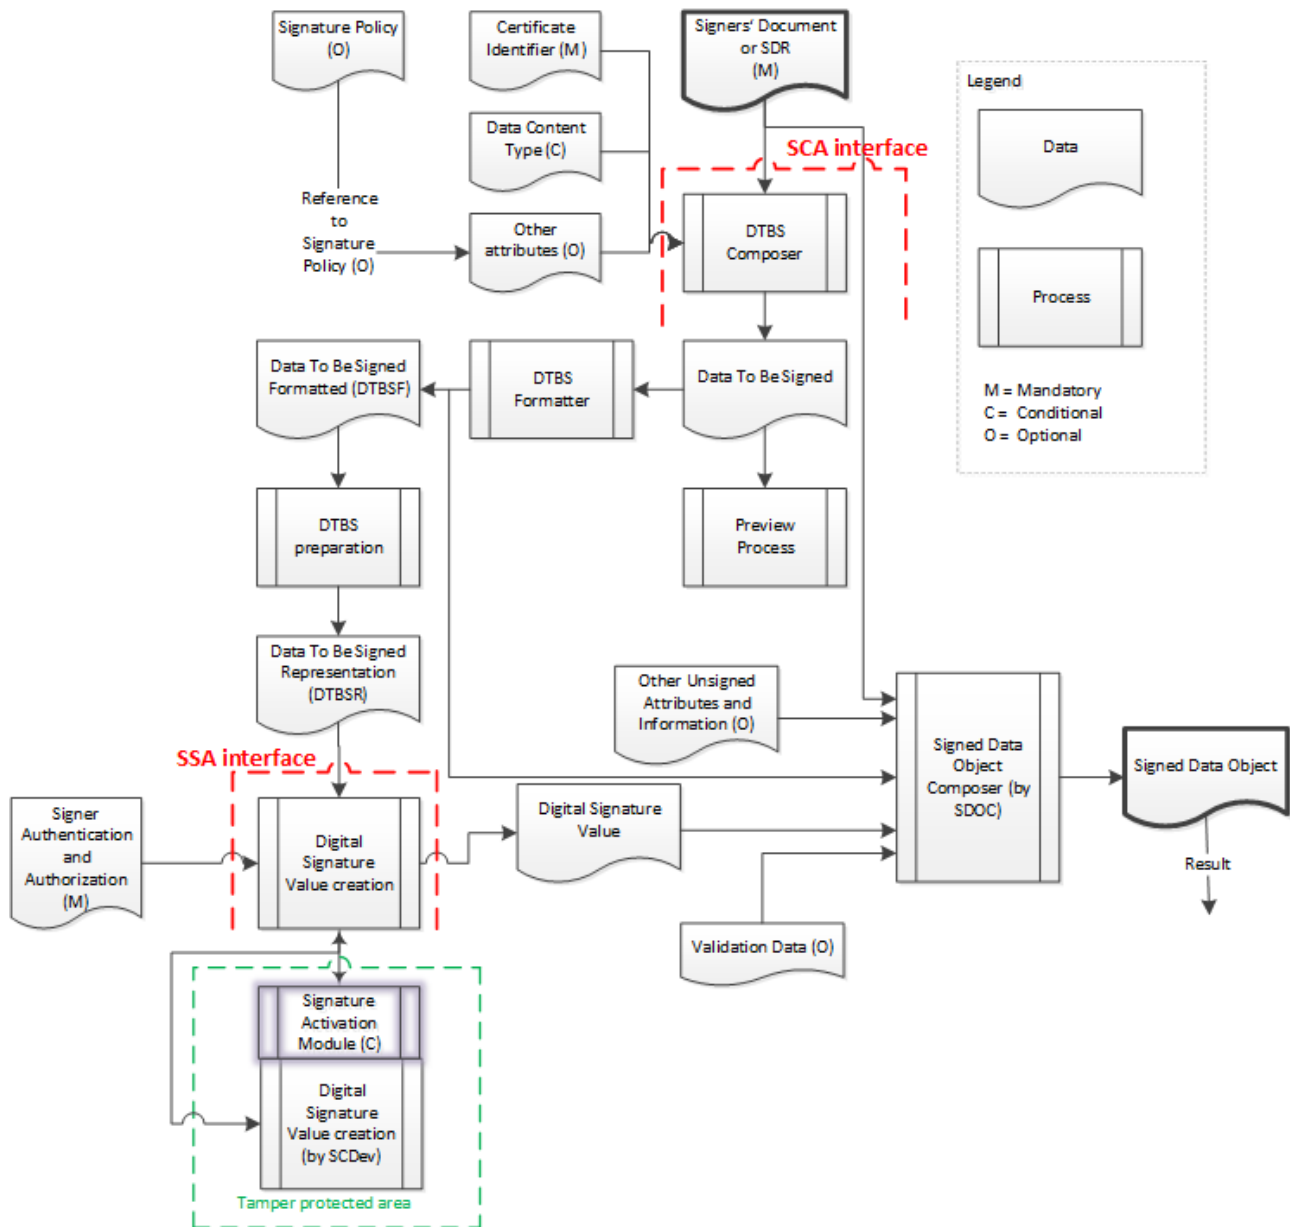 Signature Policy
(O)
Certificate
Identifier (M)
Signers' Document
or SDR
(M)
Legend
Data
Data Content
Type (C)
SCA interface
Reference
to
Signature
Policy (O)
Other
attributes (O)
DTBS
Composer
Process
Data To Be Signed
Formatted (DTBSF)
DTBS
Formatter
Data To Be Signed
M = Mandatory
C = Conditional
O = Optional
DTBS
preparation
Preview
Process
Data To Be Signed
Representation
(DTBSR)
Other Unsigned
Attributes and
Information (O)
SSA interface
Signed Data
Object
Composer (by
SDOC)
Signed Data Object
Signer
Authentication
and
Authorization
(M)
Digital
Signature
Value creation
Digital Signature
Value
Result
Validation Data (O)
Signature
Activation
Module (C)
Digital
Signature
Value creation
(by SCDev)
Tamper protected area